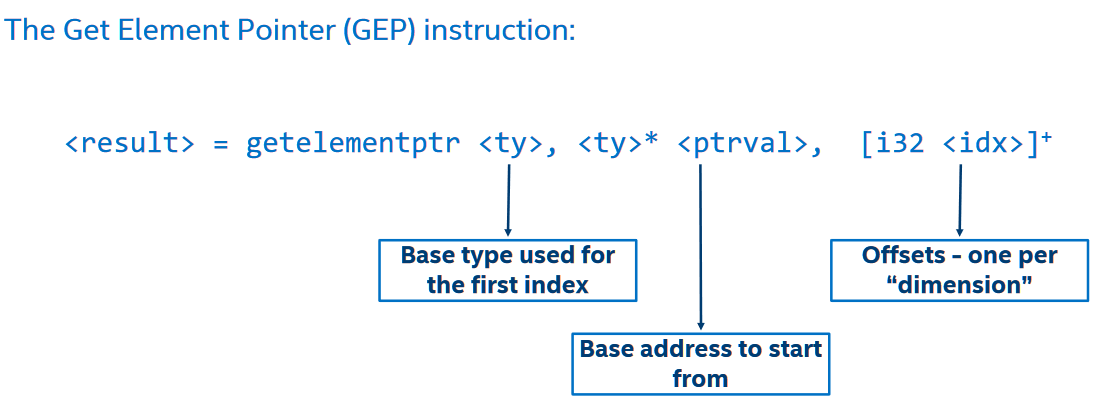 The Get Element Pointer (GEP) instruction:
<result> = getelementptr <ty>, <ty>* <ptrval>, [i32 <idx>]+
Base type used for
the first index
Offsets - one per
“dimension”
Base address to start
from